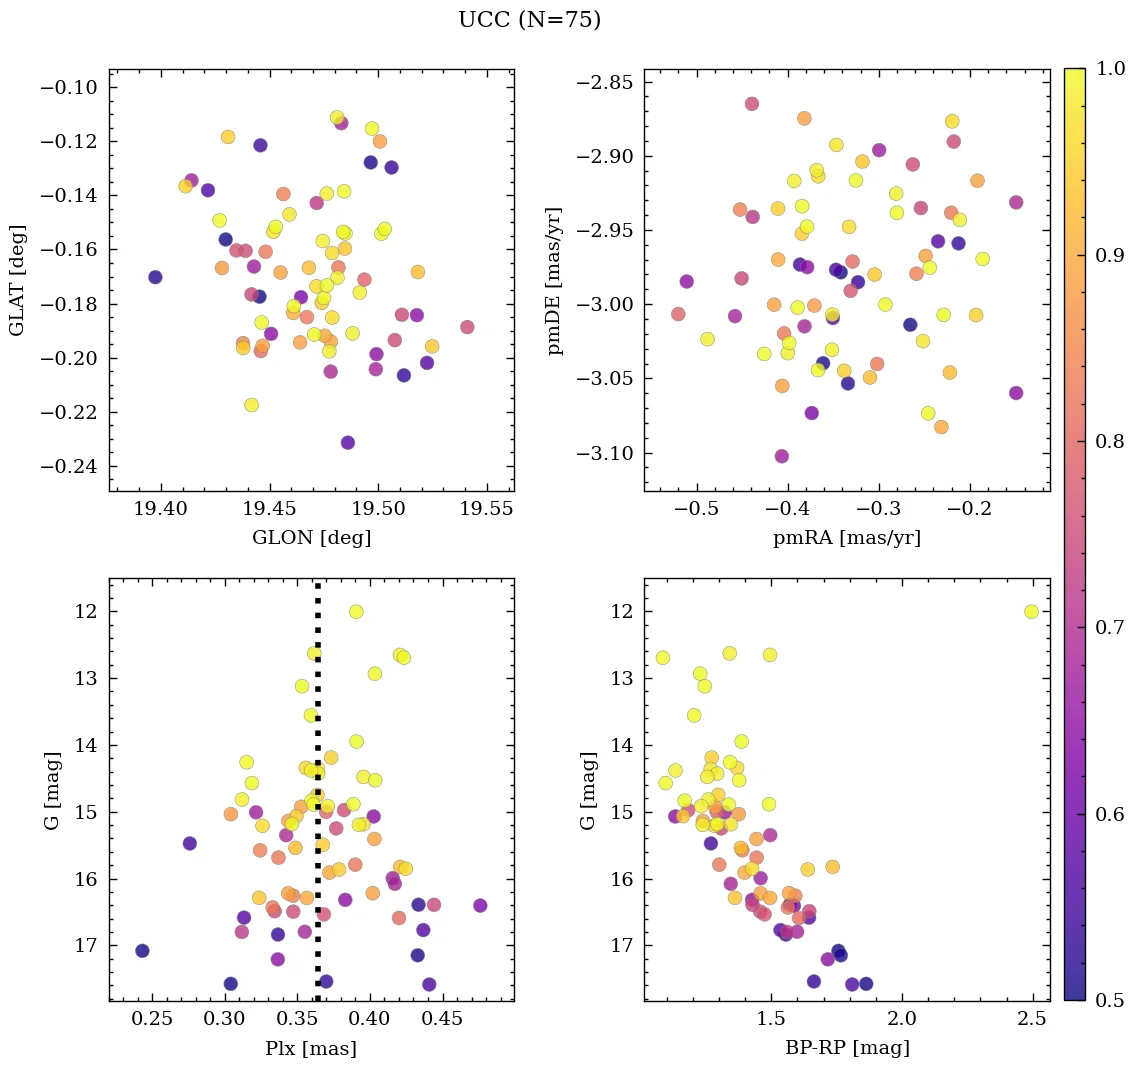 UCC (N=75)
−0.10
−0.12
−0.14
−0.16
−0.18
−0.20
−0.22
−0.24
GLAT [deg]
19.40 19.45 19.50 19.55
GLON [deg]
−2.85
−2.90
−2.95
−3.00
−3.05
−3.10
pmDE [mas/yr]
−0.5 −0.4 −0.3 −0.2
pmRA [mas/yr]
12
13
14
15
16
17
G [mag]
0.25 0.30 0.35 0.40 0.45
Plx [mas]
12
13
14
15
16
17
G [mag]
1.5 2.0 2.5
BP-RP [mag]
1.0
0.9
0.8
0.7
0.6
0.5